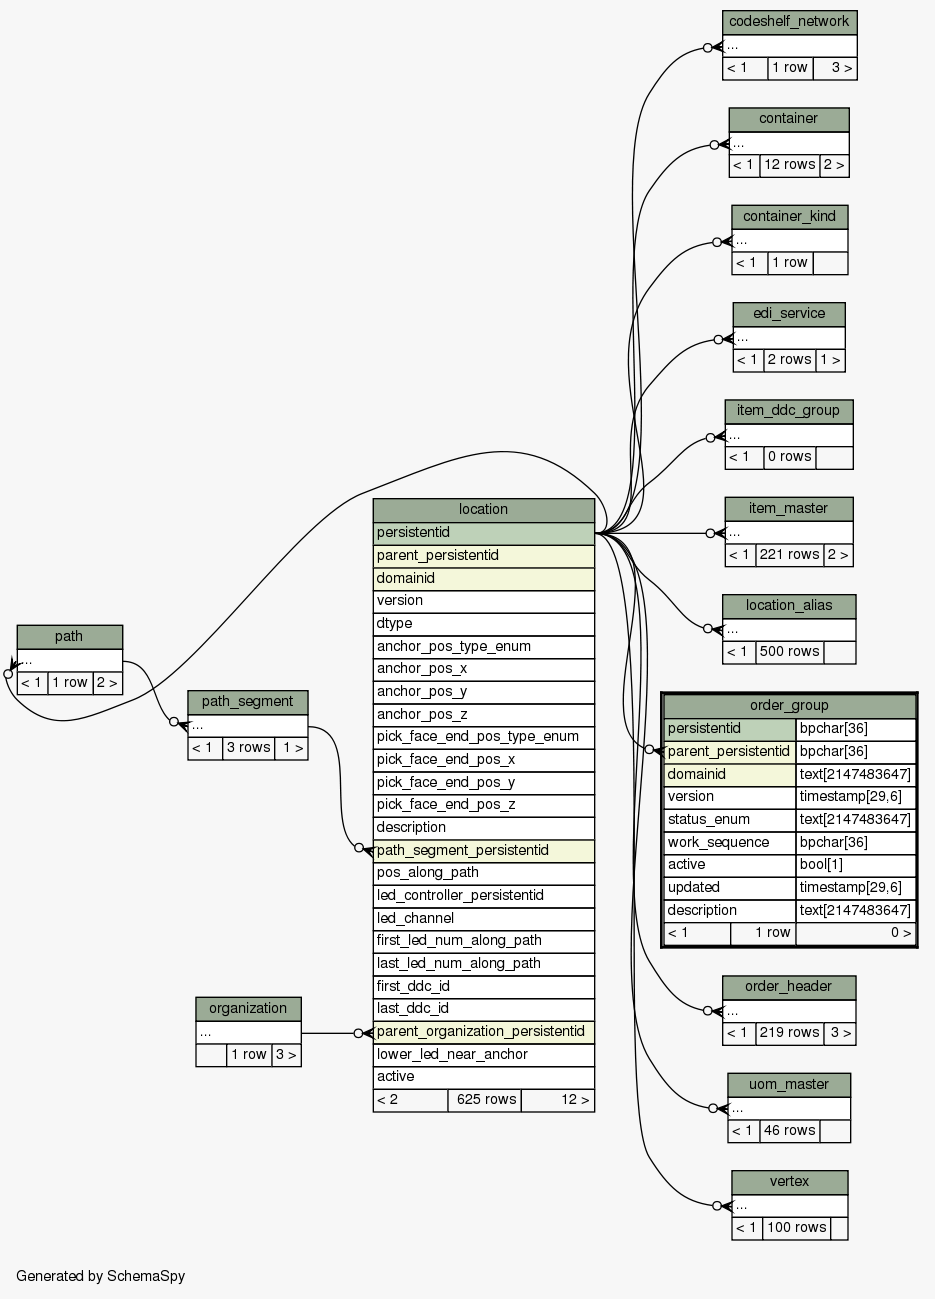 codeshelf_network
...
< 1 1 row 3 >
container
...
< 1 12 rows 2 >
container_kind
...
< 1 1 row
edi_service
...
< 1 2 rows 1 >
item_ddc_group
...
< 1 0 rows
item_master
...
< 1 221 rows 2 >
location_alias
...
< 1 500 rows
location
persistentid
parent_persistentid
domainid
version
dtype
anchor_pos_type_enum
anchor_pos_x
anchor_pos_y
anchor_pos_z
pick_face_end_pos_type_enum
pick_face_end_pos_x
pick_face_end_pos_y
pick_face_end_pos_z
description
path_segment_persistentid
pos_along_path
led_controller_persistentid
led_channel
first_led_num_along_path
last_led_num_along_path
first_ddc_id
last_ddc_id
parent_organization_persistentid
lower_led_near_anchor
active
< 2 625 rows 12 >
path
...
< 1 1 row 2 >
path_segment
...
< 1 3 rows 1 >
organization
...
1 row 3 >
order_group
persistentid bpchar[36]
parent_persistentid bpchar[36]
domainid text[2147483647]
version timestamp[29,6]
status_enum text[2147483647]
work_sequence bpchar[36]
active bool[1]
updated timestamp[29,6]
description text[2147483647]
< 1 1 row 0 >
order_header
...
< 1 219 rows 3 >
uom_master
...
< 1 46 rows
vertex
...
< 1 100 rows
Generated by SchemaSpy